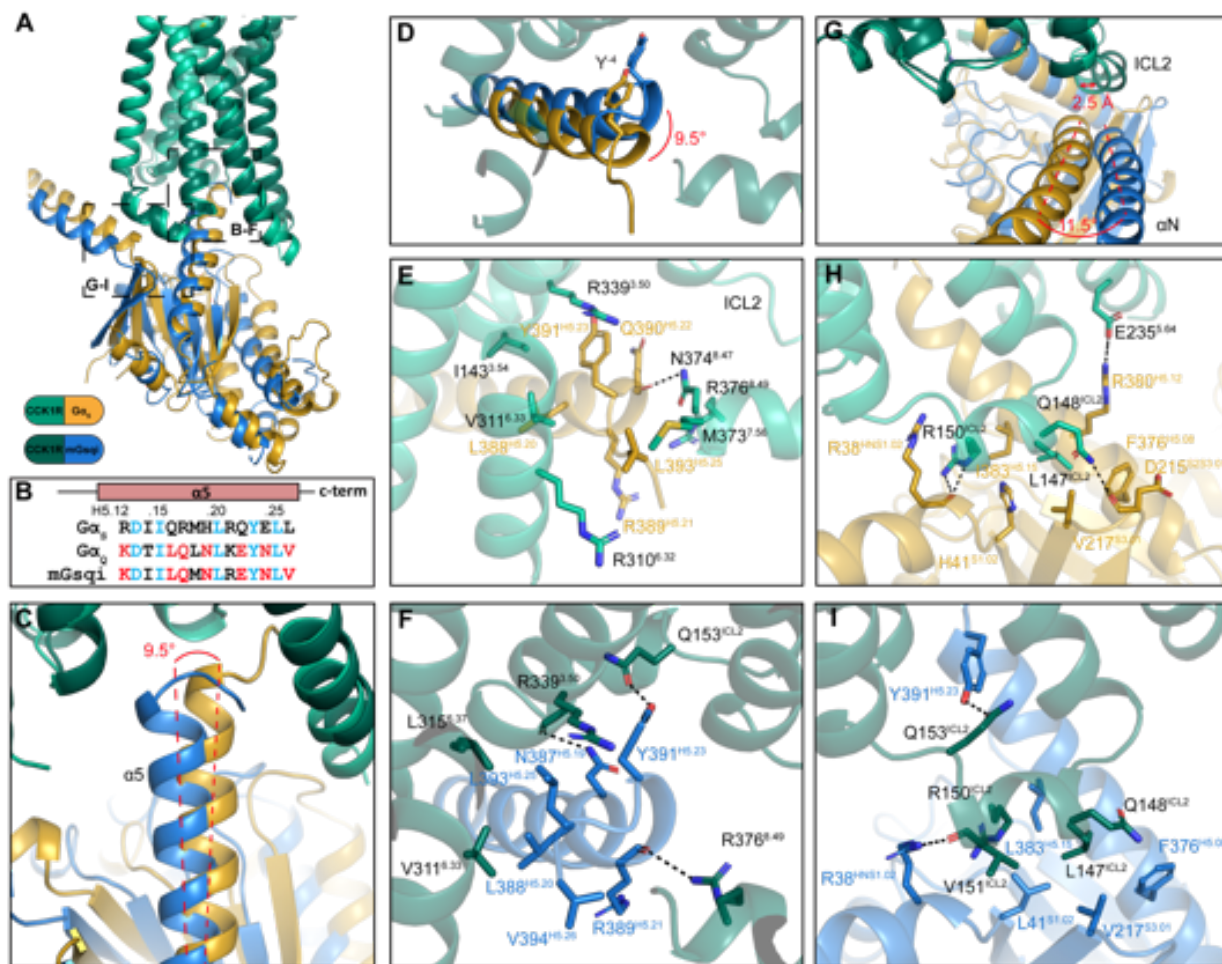 A
B-F
G-I
CCK1R Gαs
CCK1R mGsqi
B
α5
c-term
H5.12 .15 .20 .25
GαS RDIIQRMHLRQYELL
GαQ KDTILQLNLKEYNLV
mGsqi KDIILQMNLREYNLV
C
9.5°
α5
D
Y-4
9.5°
E
R3393.50
ICL2
Y391H5.23
Q390H5.22
I1433.54
N3748.47
R3768.49
V3116.33
M3737.56
L388H5.20
L393H5.25
R389H5.21
R3106.32
F
Q153ICL2
R3393.50
L3156.37
N387H5.19
Y391H5.23
L393H5.25
R3768.49
V3116.33
L388H5.20
R389H5.21
V394H5.26
G
ICL2
2.5 Å
11.5°
αN
H
E2355.64
R380H5.12
Q148ICL2
R150ICL2
R38HNS1.02
F376H5.08
L383H5.15
L147ICL2
V217S3.01
H41S1.02
I
Y391H5.23
Q153ICL2
R150ICL2
Q148ICL2
L383H5.15
F376H5.08
R38HNS1.02
L147ICL2
V151ICL2
L41S1.02
V217S3.01